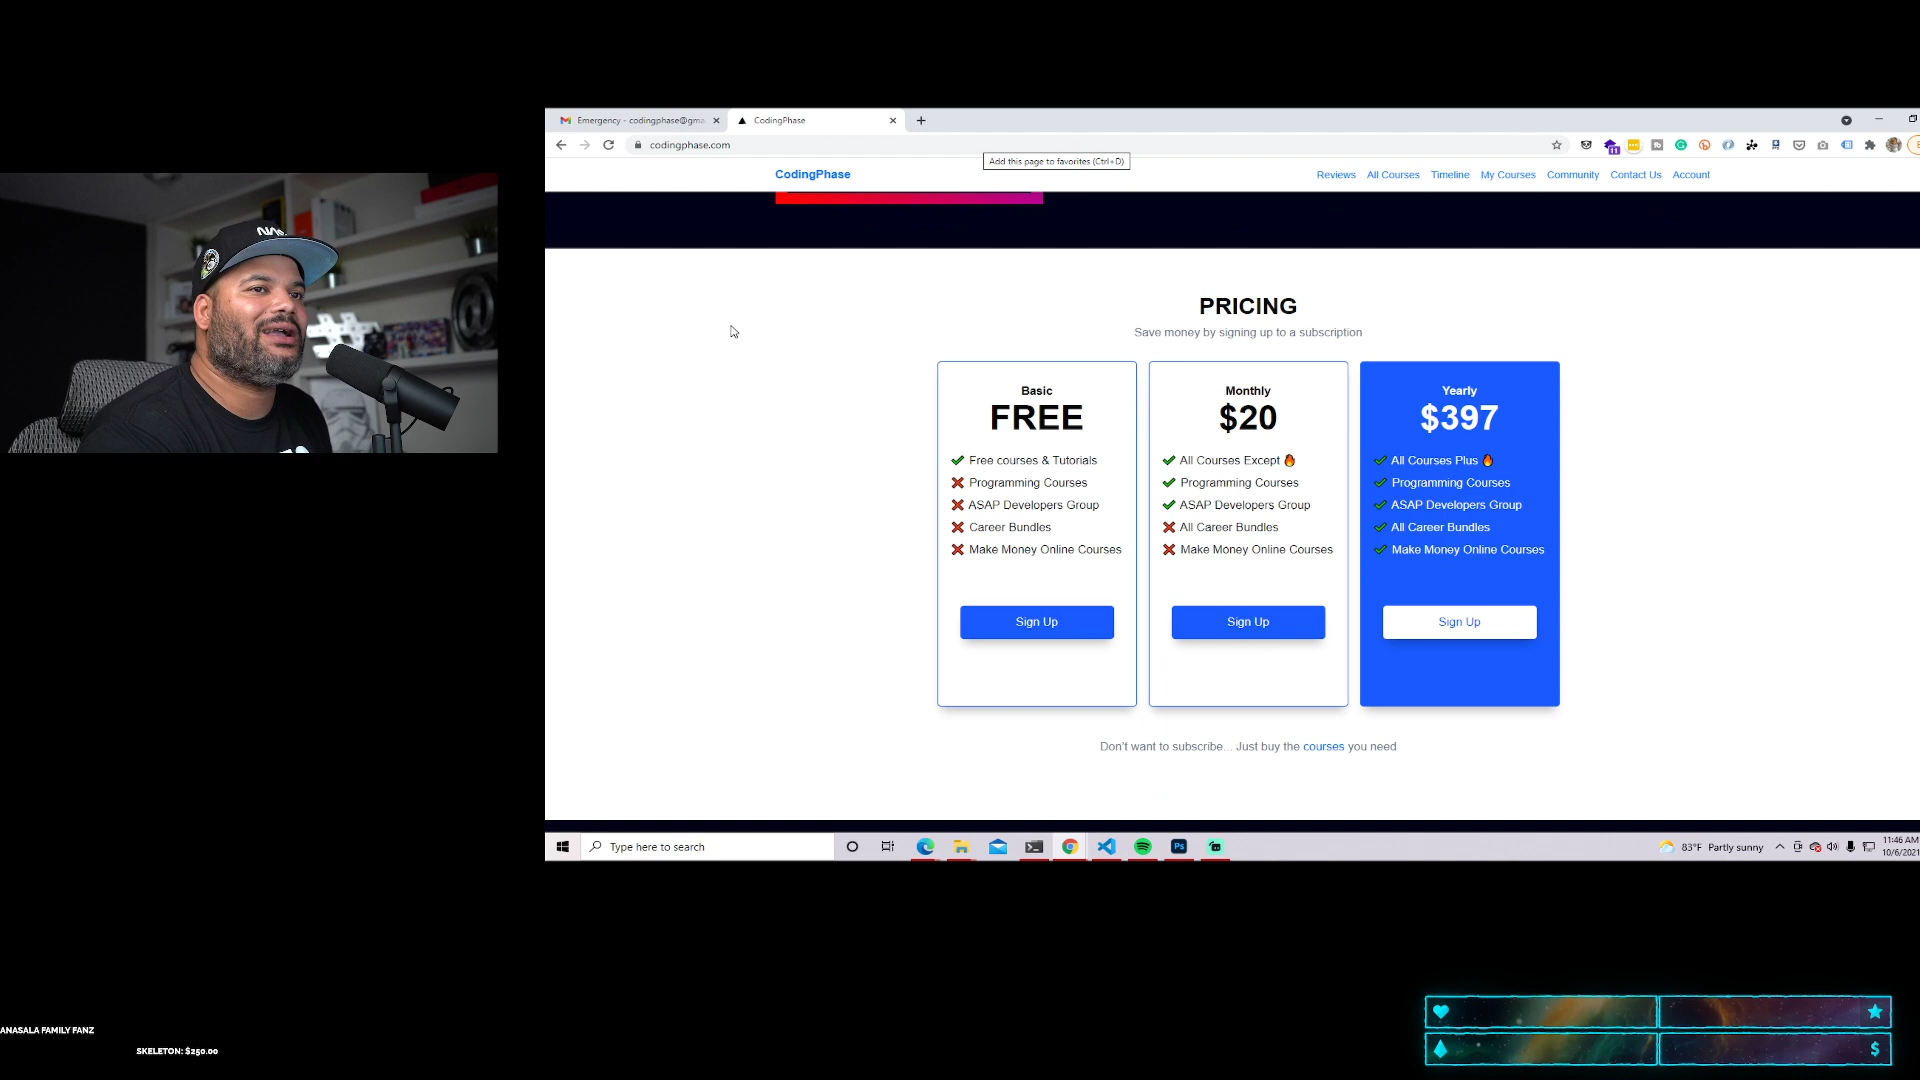 Emergency - codingphase@gma
CodingPhase
codingphase.com
Add this page to favorites (Ctrl+D)
11
CodingPhase
Reviews
All Courses
Timeline
My Courses
Community
Contact Us
Account
PRICING
Save money by signing up to a subscription
Basic
FREE
Free courses & Tutorials
Programming Courses
ASAP Developers Group
Career Bundles
Make Money Online Courses
Sign Up
Monthly
$20
All Courses Except 🔥
Programming Courses
ASAP Developers Group
All Career Bundles
Make Money Online Courses
Sign Up
Yearly
$397
All Courses Plus 🔥
Programming Courses
ASAP Developers Group
All Career Bundles
Make Money Online Courses
Sign Up
Don't want to subscribe... Just buy the courses you need
Type here to search
Ps
83°F Partly sunny
11:46 AM
10/6/2021
ANASALA FAMILY FANZ
SKELETON: $250.00
$